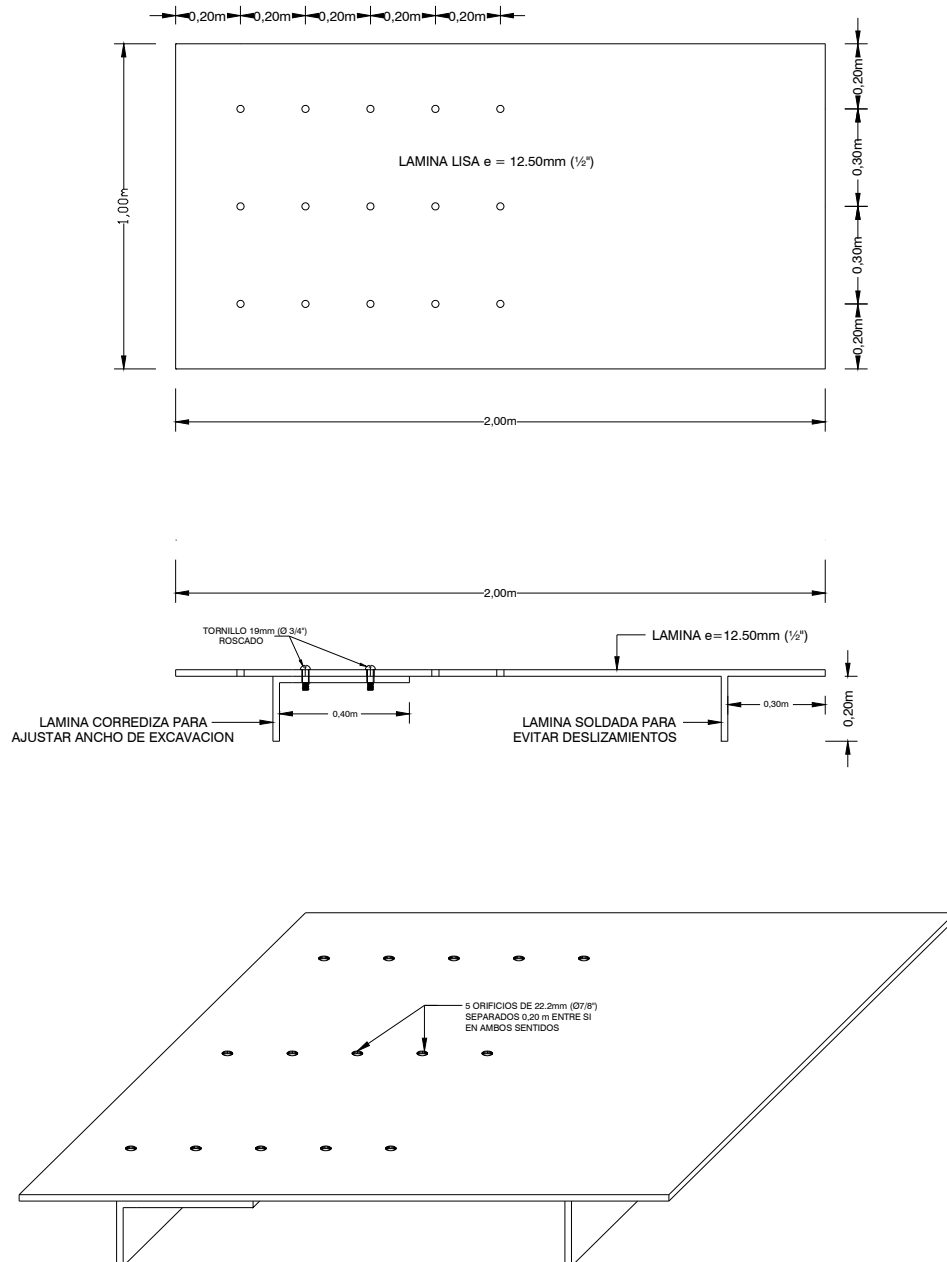 0,20m 0,20m 0,20m 0,20m 0,20m
0,20m
LAMINA LISA e = 12.50mm (½")
0,30m
1,00m
0,30m
0,20m
2,00m
2,00m
TORNILLO 19mm (Ø 3/4")
ROSCADO
LAMINA e=12.50mm (½")
0,40m
0,30m
0,20m
LAMINA CORREDIZA PARA
AJUSTAR ANCHO DE EXCAVACION
LAMINA SOLDADA PARA
EVITAR DESLIZAMIENTOS
5 ORIFICIOS DE 22.2mm (Ø7/8")
SEPARADOS 0,20 m ENTRE SI
EN AMBOS SENTIDOS